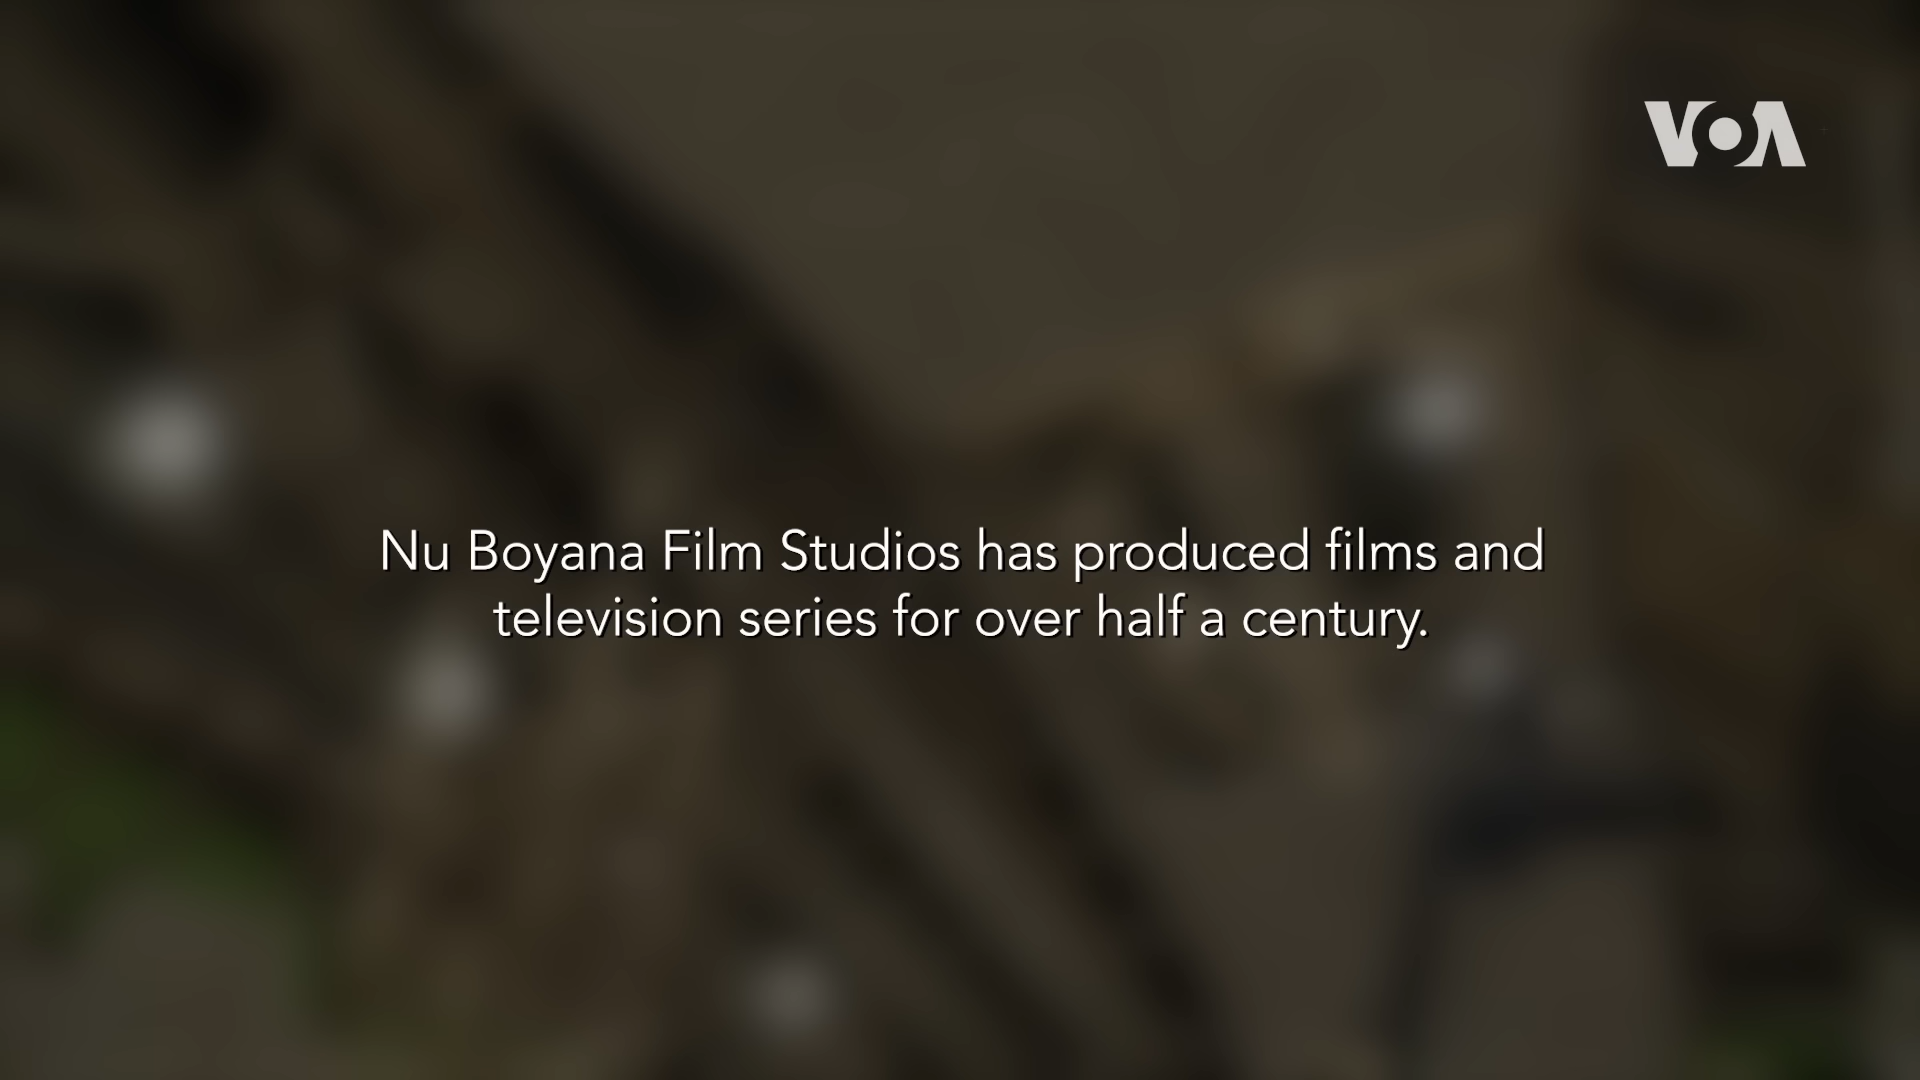 VOA
Nu Boyana Film Studios has produced films and
television series for over half a century.